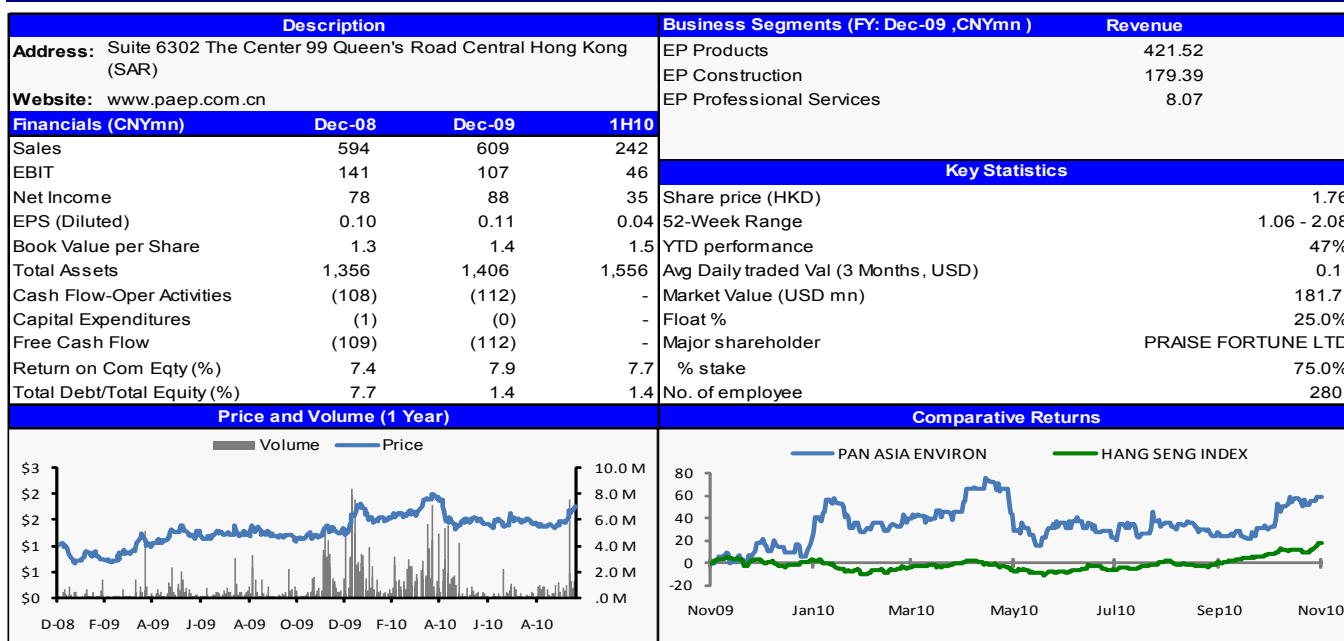 Description
Address: Suite 6302 The Center 99 Queen's Road Central Hong Kong
(SAR)
Website: www.paep.com.cn
Financials (CNYmn) Dec-08 Dec-09 1H10
Sales 594 609 242
EBIT 141 107 46
Net Income 78 88 35
EPS (Diluted) 0.10 0.11 0.04
Book Value per Share 1.3 1.4 1.5
Total Assets 1,356 1,406 1,556
Cash Flow-Oper Activities (108) (112) -
Capital Expenditures (1) (0) -
Free Cash Flow (109) (112) -
Return on Com Eqty (%) 7.4 7.9 7.7
Total Debt/Total Equity (%) 7.7 1.4 1.4
Business Segments (FY: Dec-09 ,CNYmn ) Revenue
EP Products 421.52
EP Construction 179.39
EP Professional Services 8.07
Key Statistics
Share price (HKD) 1.76
52-Week Range 1.06 - 2.08
YTD performance 47%
Avg Daily traded Val (3 Months, USD) 0.1
Market Value (USD mn) 181.7
Float % 25.0%
Major shareholder PRAISE FORTUNE LTD
% stake 75.0%
No. of employee 280
Price and Volume (1 Year)
Volume Price
$3 10.0 M
$2 8.0 M
$2 6.0 M
$1 4.0 M
$1 2.0 M
$0 .0 M
D-08 F-09 A-09 J-09 A-09 O-09 D-09 F-10 A-10 J-10 A-10
Comparative Returns
PAN ASIA ENVIRON HANG SENG INDEX
80
60
40
20
0
-20
Nov09 Jan10 Mar10 May10 Jul10 Sep10 Nov10